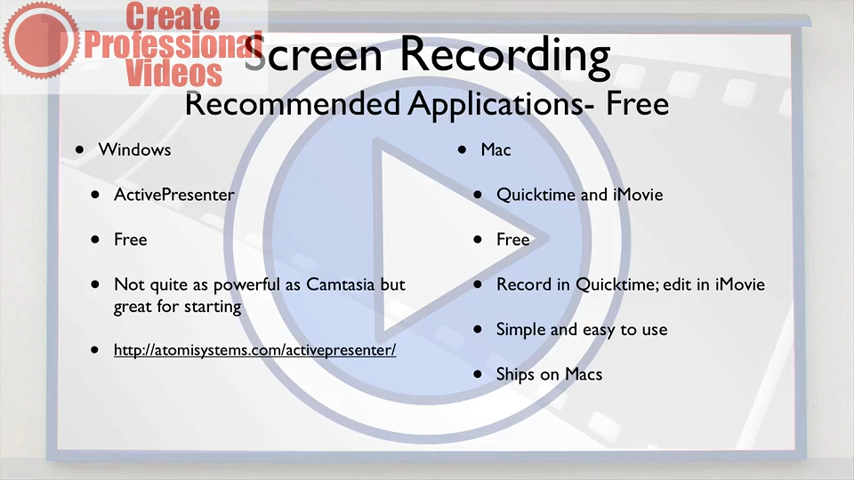 Create
Professional
Videos
Screen Recording
Recommended Applications- Free
• Windows
• ActivePresenter
• Free
• Not quite as powerful as Camtasia but
great for starting
• http://atomisystems.com/activepresenter/
• Mac
• Quicktime and iMovie
• Free
• Record in Quicktime; edit in iMovie
• Simple and easy to use
• Ships on Macs